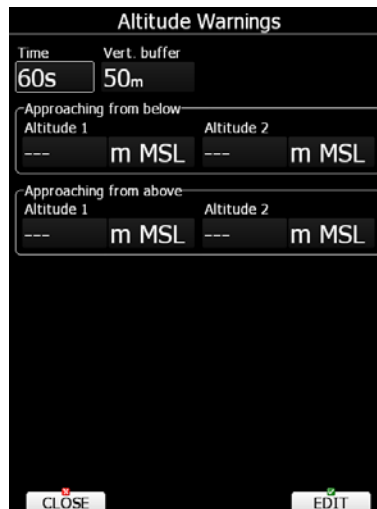 Altitude Warnings
Time Vert. buffer
60s 50m
Approaching from below
Altitude 1 Altitude 2
--- m MSL --- m MSL
Approaching from above
Altitude 1 Altitude 2
--- m MSL --- m MSL
CLOSE EDIT